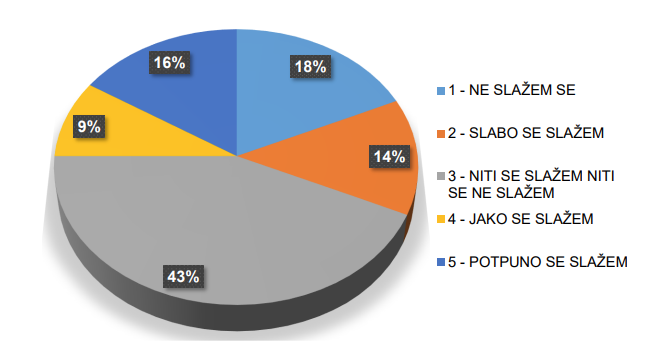 16%
18%
9%
14%
43%
1 - NE SLAŽEM SE
2 - SLABO SE SLAŽEM
3 - NITI SE SLAŽEM NITI
SE NE SLAŽEM
4 - JAKO SE SLAŽEM
5 - POTPUNO SE SLAŽEM